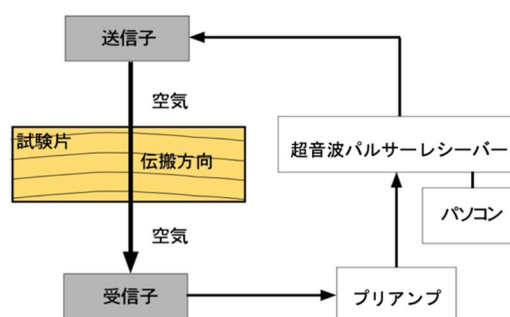 送信子
空気
試験片
伝搬方向
超音波パルサーレシーバー
パソコン
空気
受信子
プリアンプ